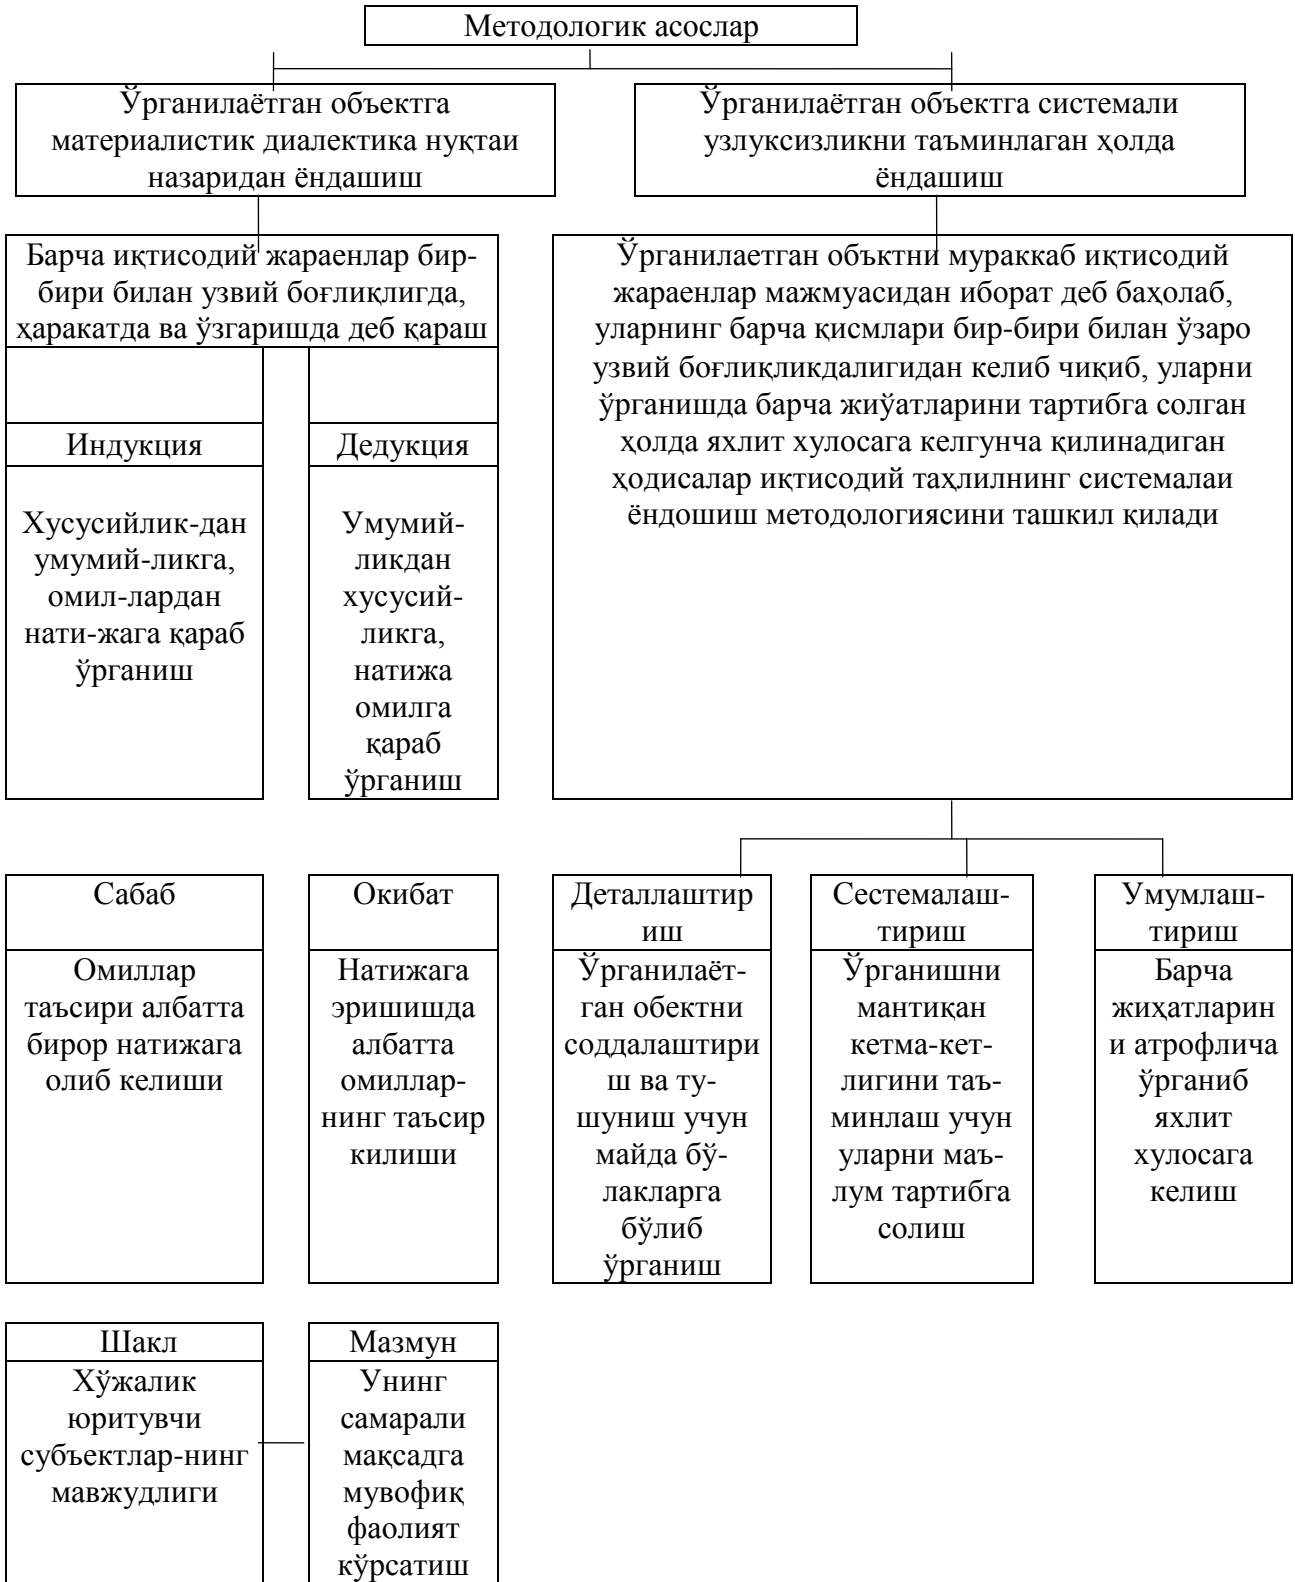 Методологик асослар
Ўрганилаётган объектга
материалистик диалектика нуқтаи
назаридан ёндашиш
Ўрганилаётган объектга системали
узлуксизликни таъминлаган ҳолда
ёндашиш
Барча иқтисодий жараенлар бир-
бири билан узвий боғлиқлигда,
ҳаракатда ва ўзгаришда деб қараш
Ўрганилаетган объктни мураккаб иқтисодий
жараенлар мажмуасидан иборат деб баҳолаб,
уларнинг барча қисмлари бир-бири билан ўзаро
узвий боғлиқликдалигидан келиб чиқиб, уларни
ўрганишда барча жиўатларини тартибга солган
ҳолда яхлит хулосага келгунча қилинадиган
ҳодисалар иқтисодий таҳлилнинг системалаи
ёндошиш методологиясини ташкил қилади
Индукция
Хусусийлик-дан
умумий-ликга,
омил-лардан
нати-жага қараб
ўрганиш
Дедукция
Умумий-
ликдан
хусусий-
ликга,
натижа
омилга
қараб
ўрганиш
Сабаб
Омиллар
таъсири албатта
бирор натижага
олиб келиши
Окибат
Натижага
эришишда
албатта
омиллар-
нинг таъсир
килиши
Деталлаштир
иш
Ўрганилаёт-
ган обектни
соддалаштири
ш ва ту-
шуниш учун
майда бў-
лакларга
бўлиб
ўрганиш
Сестемалаш-
тириш
Ўрганишни
мантиқан
кетма-кет-
лигини таъ-
минлаш учун
уларни маъ-
лум тартибга
солиш
Умумлаш-
тириш
Барча
жиҳатларин
и атрофлича
ўрганиб
яхлит
хулосага
келиш
Шакл
Хўжалик
юритувчи
субъектлар-нинг
мавжудлиги
Мазмун
Унинг
самарали
мақсадга
мувофиқ
фаолият
кўрсатиш